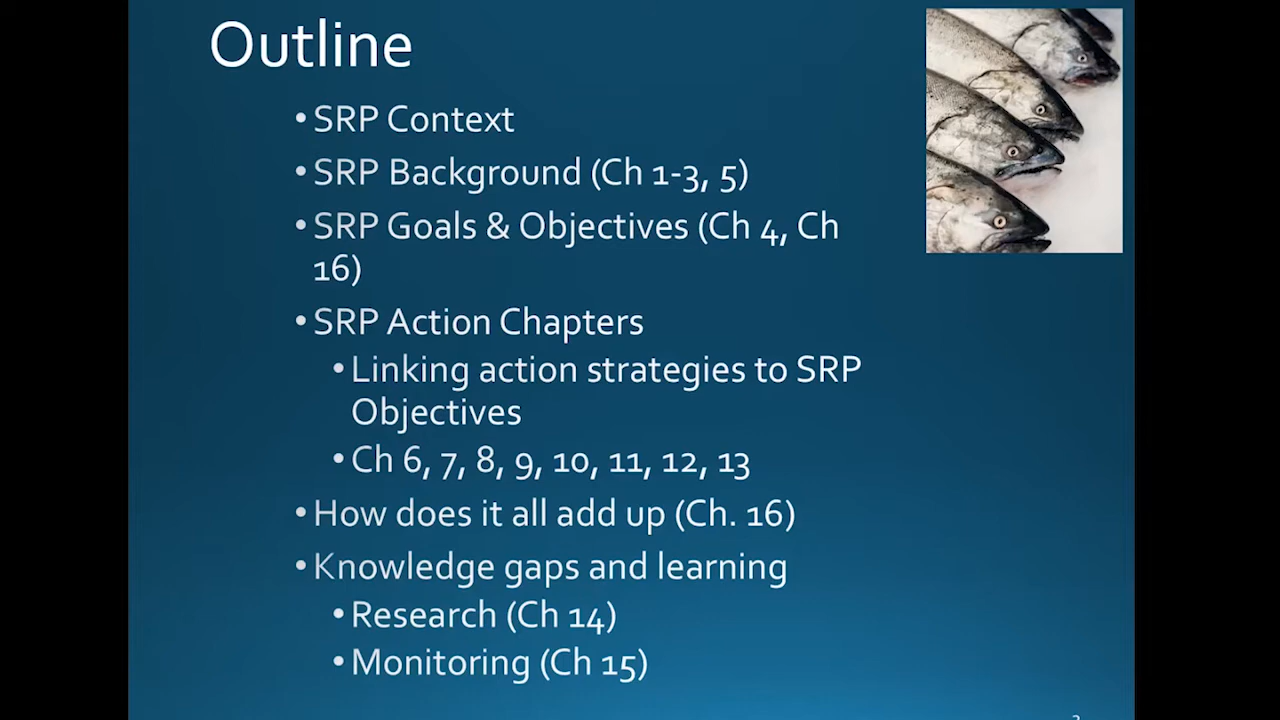 Outline
•SRP Context
•SRP Background (Ch 1-3, 5)
•SRP Goals & Objectives (Ch 4, Ch
16)
•SRP Action Chapters
•Linking action strategies to SRP
Objectives
•Ch 6, 7, 8, 9, 10, 11, 12, 13
•How does it all add up (Ch. 16)
•Knowledge gaps and learning
•Research (Ch 14)
•Monitoring (Ch 15)